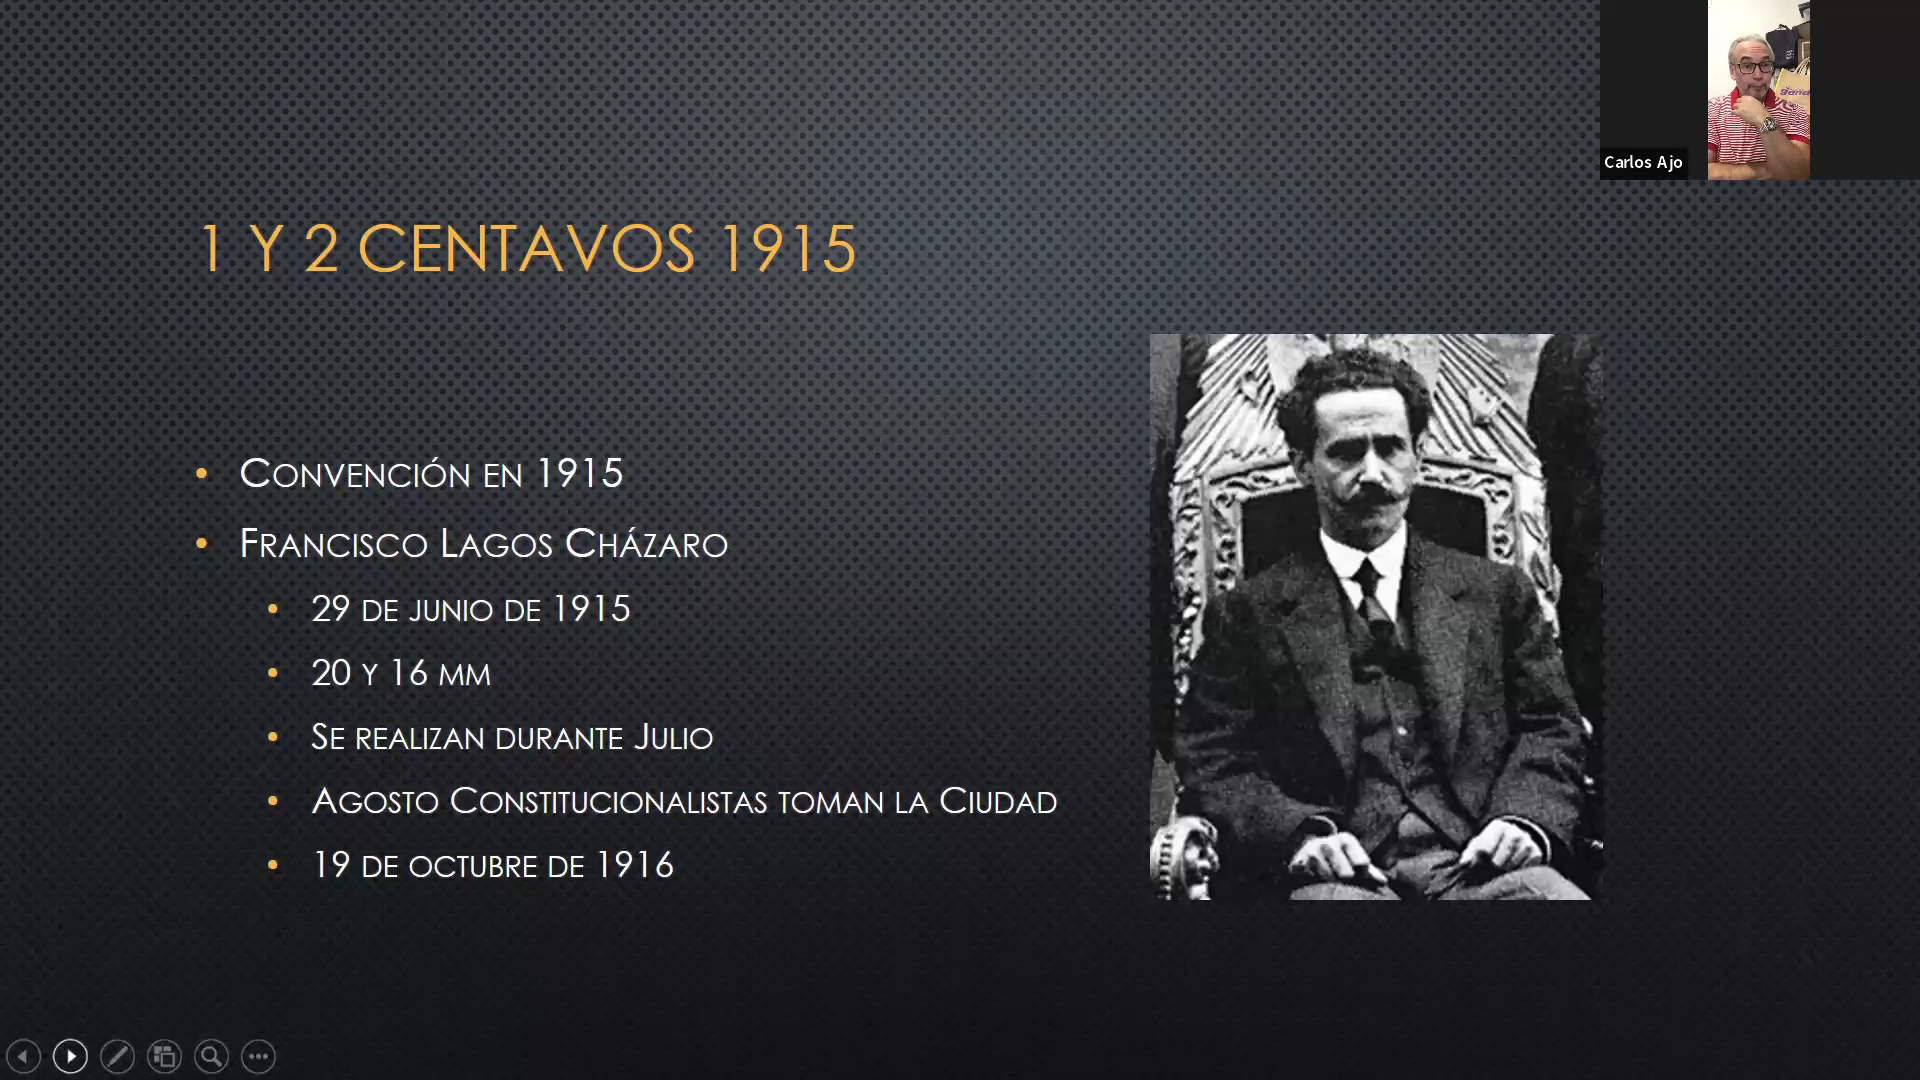 Carlos Ajo
1 Y 2 CENTAVOS 1915
• CONVENCIÓN EN 1915
• FRANCISCO LAGOS CHÁZARO
• 29 DE JUNIO DE 1915
• 20 Y 16 MM
• SE REALIZAN DURANTE JULIO
• AGOSTO CONSTITUCIONALISTAS TOMAN LA CIUDAD
• 19 DE OCTUBRE DE 1916